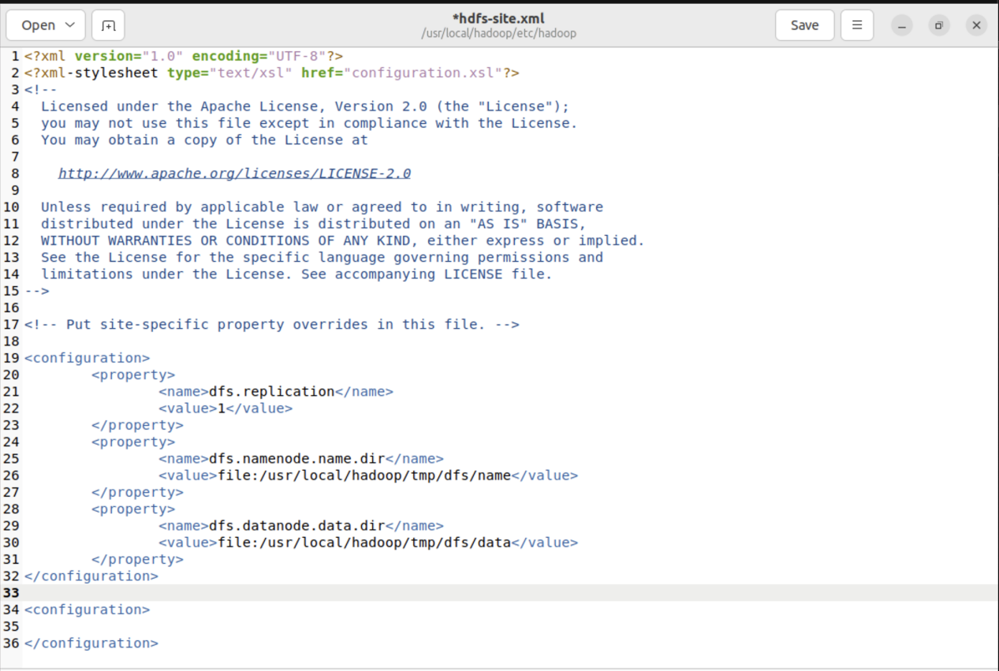 Open
*hdfs-site.xml
/usr/local/hadoop/etc/hadoop
Save
1 <?xml version="1.0" encoding="UTF-8"?>
2 <?xml-stylesheet type="text/xsl" href="configuration.xsl"?>
3 <!--
4   Licensed under the Apache License, Version 2.0 (the "License");
5   you may not use this file except in compliance with the License.
6   You may obtain a copy of the License at
7
8     http://www.apache.org/licenses/LICENSE-2.0
9
10   Unless required by applicable law or agreed to in writing, software
11   distributed under the License is distributed on an "AS IS" BASIS,
12   WITHOUT WARRANTIES OR CONDITIONS OF ANY KIND, either express or implied.
13   See the License for the specific language governing permissions and
14   limitations under the License. See accompanying LICENSE file.
15 -->
16
17 <!-- Put site-specific property overrides in this file. -->
18
19 <configuration>
20         <property>
21                 <name>dfs.replication</name>
22                 <value>1</value>
23         </property>
24         <property>
25                 <name>dfs.namenode.name.dir</name>
26                 <value>file:/usr/local/hadoop/tmp/dfs/name</value>
27         </property>
28         <property>
29                 <name>dfs.datanode.data.dir</name>
30                 <value>file:/usr/local/hadoop/tmp/dfs/data</value>
31         </property>
32 </configuration>
33
34 <configuration>
35
36 </configuration>